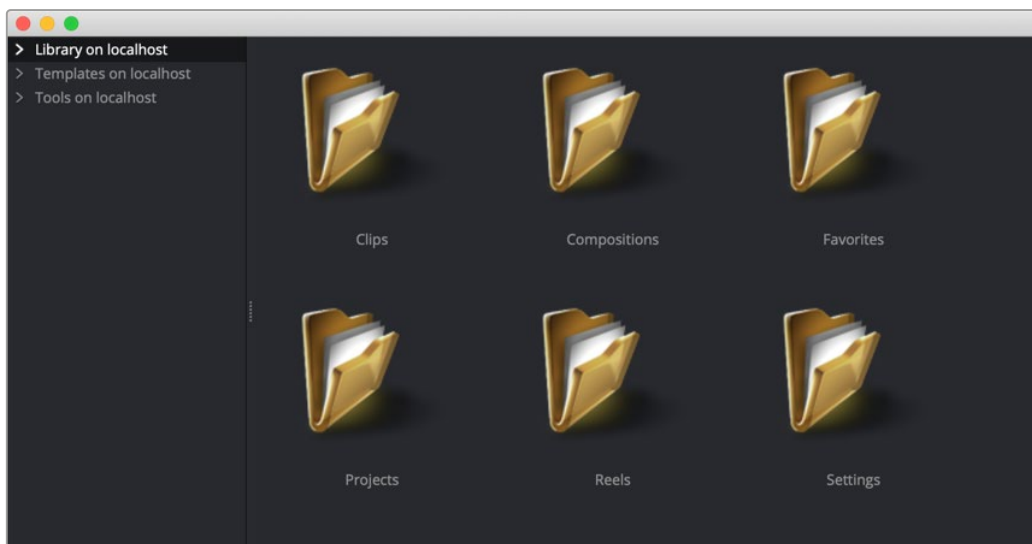 Library on localhost
Templates on localhost
Tools on localhost
Clips Compositions Favorites
Projects Reels Settings